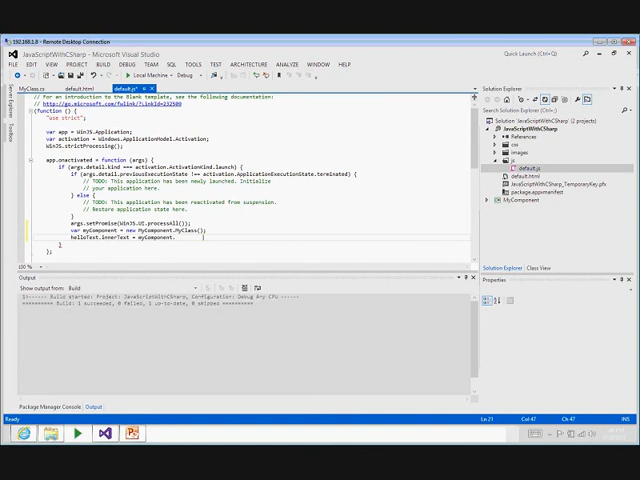 192.168.1.8 - Remote Desktop Connection
JavaScriptWithCSharp - Microsoft Visual Studio
Quick Launch (Ctrl+Q)
FILE EDIT VIEW PROJECT BUILD DEBUG TEAM SQL TOOLS TEST ARCHITECTURE ANALYZE WINDOW HELP
Local Machine Debug
MyClass.cs default.html default.js*
// For an introduction to the Blank template, see the following documentation:
// http://go.microsoft.com/fwlink/?LinkId=232509
(function () {
"use strict";
var app = WinJS.Application;
var activation = Windows.ApplicationModel.Activation;
WinJS.strictProcessing();
app.onactivated = function (args) {
if (args.detail.kind === activation.ActivationKind.launch) {
if (args.detail.previousExecutionState !== activation.ApplicationExecutionState.terminated) {
// TODO: This application has been newly launched. Initialize
// your application here.
} else {
// TODO: This application has been reactivated from suspension.
// Restore application state here.
}
args.setPromise(WinJS.UI.processAll());
var myComponent = new MyComponent.MyClass();
helloText.innerText = myComponent.
}
};
100 %
Output
Show output from: Build
1>------ Build started: Project: JavaScriptWithCSharp, Configuration: Debug Any CPU ------
========== Build: 1 succeeded, 0 failed, 1 up-to-date, 0 skipped ==========
Package Manager Console Output
Server Explorer
Toolbox
Solution Explorer
Search Solution Explorer (Ctrl+;)
Solution 'JavaScriptWithCSharp' (2 projects)
JavaScriptWithCSharp
References
css
images
js
default.js
default.html
JavaScriptWithCSharp_TemporaryKey.pfx
package.appxmanifest
MyComponent
Solution Explorer Class View
Properties
Ready
Ln 21 Col 47 Ch 47 INS